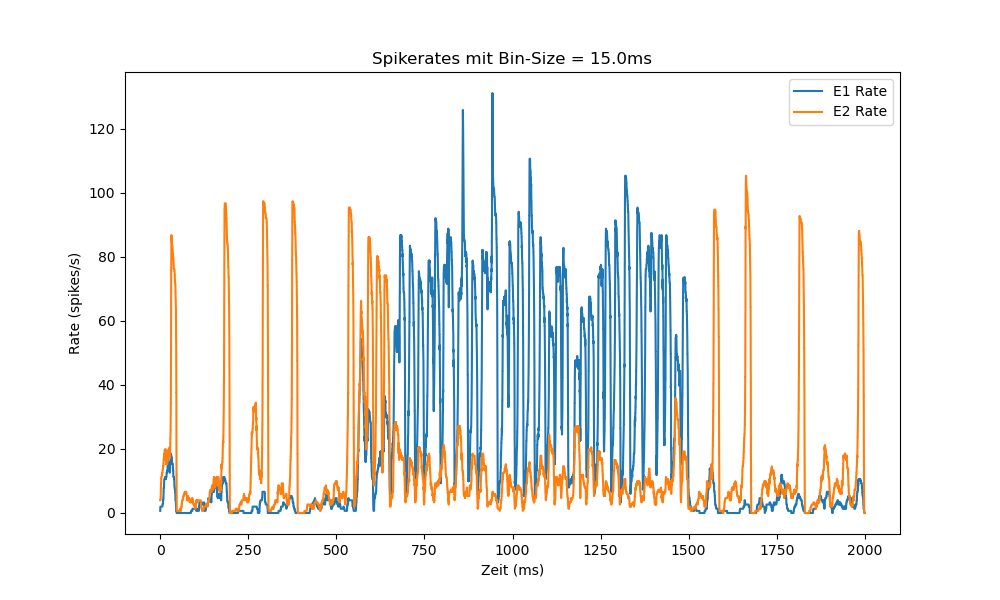 Spikerates mit Bin-Size = 15.0ms
E1 Rate
E2 Rate
120
100
80
60
40
20
0
Rate (spikes/s)
0 250 500 750 1000 1250 1500 1750 2000
Zeit (ms)